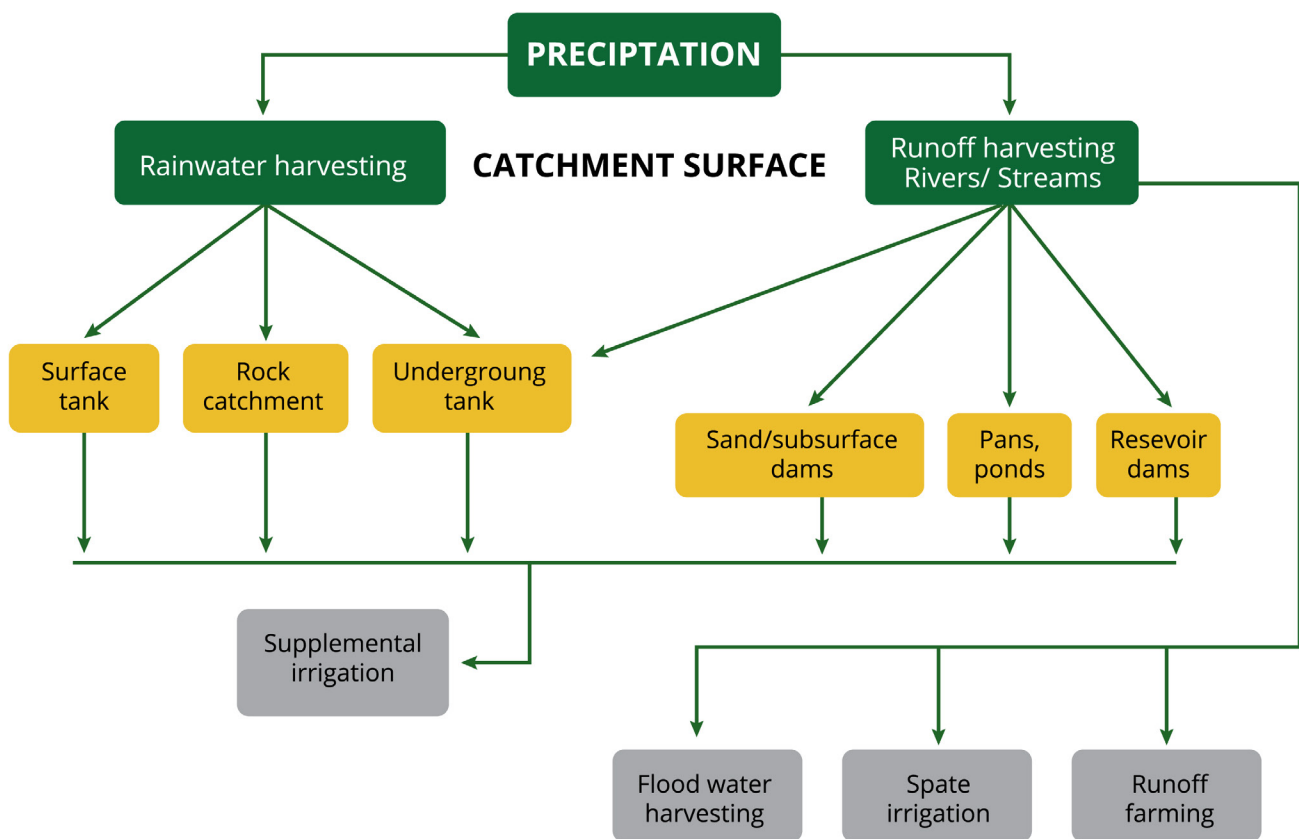 PRECIPTATION
Rainwater harvesting
CATCHMENT SURFACE
Runoff harvesting
Rivers/ Streams
Surface
tank
Rock
catchment
Undergroung
tank
Sand/subsurface
dams
Pans,
ponds
Resevoir
dams
Supplemental
irrigation
Flood water
harvesting
Spate
irrigation
Runoff
farming